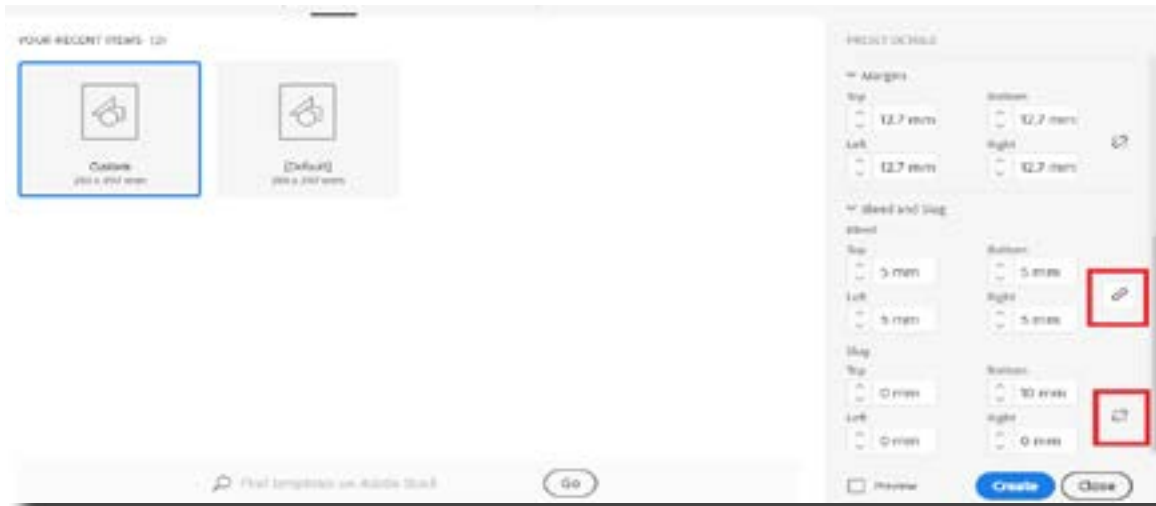 YOUR RECENT ITEMS (2)
Custom
[Default]
PRESET DETAILS
Margins
Top
Bottom
12.7 mm
12.7 mm
Left
Right
12.7 mm
12.7 mm
Bleed and Slug
Bleed
Top
Bottom
5 mm
5 mm
Left
Right
5 mm
5 mm
Slug
Top
Bottom
0 mm
10 mm
Left
Right
0 mm
0 mm
Find templates on Adobe Stock
Go
Preview
Create
Close